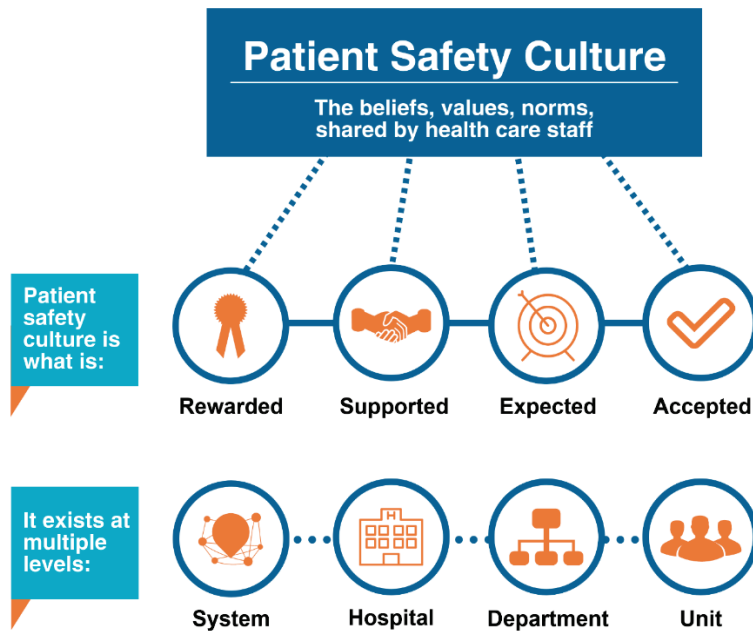 Patient Safety Culture
The beliefs, values, norms,
shared by health care staff
Patient
safety
culture is
what is:
Rewarded
Supported
Expected
Accepted
It exists at
multiple
levels:
H
System
Hospital
Department
Unit